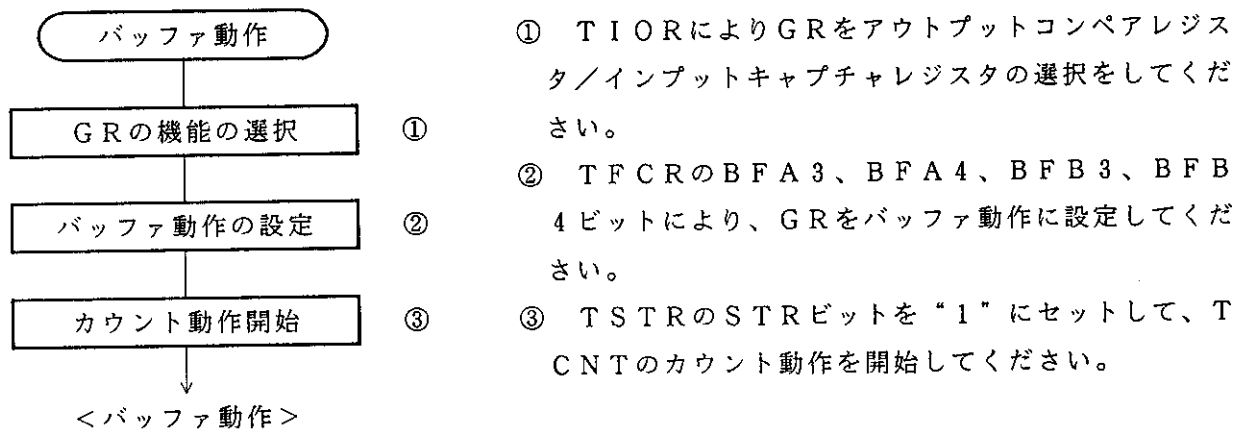 バッファ動作
GRの機能の選択 ①
バッファ動作の設定 ②
カウント動作開始 ③
<バッファ動作>
① TIORによりGRをアウトプットコンペアレジス
タ/インプットキャプチャレジスタの選択をしてくだ
さい。
② TFCRのBFA3、BFA4、BFB3、BFB
4ビットにより、GRをバッファ動作に設定してくだ
さい。
③ TSTRのSTRビットを“1”にセットして、T
CNTのカウント動作を開始してください。